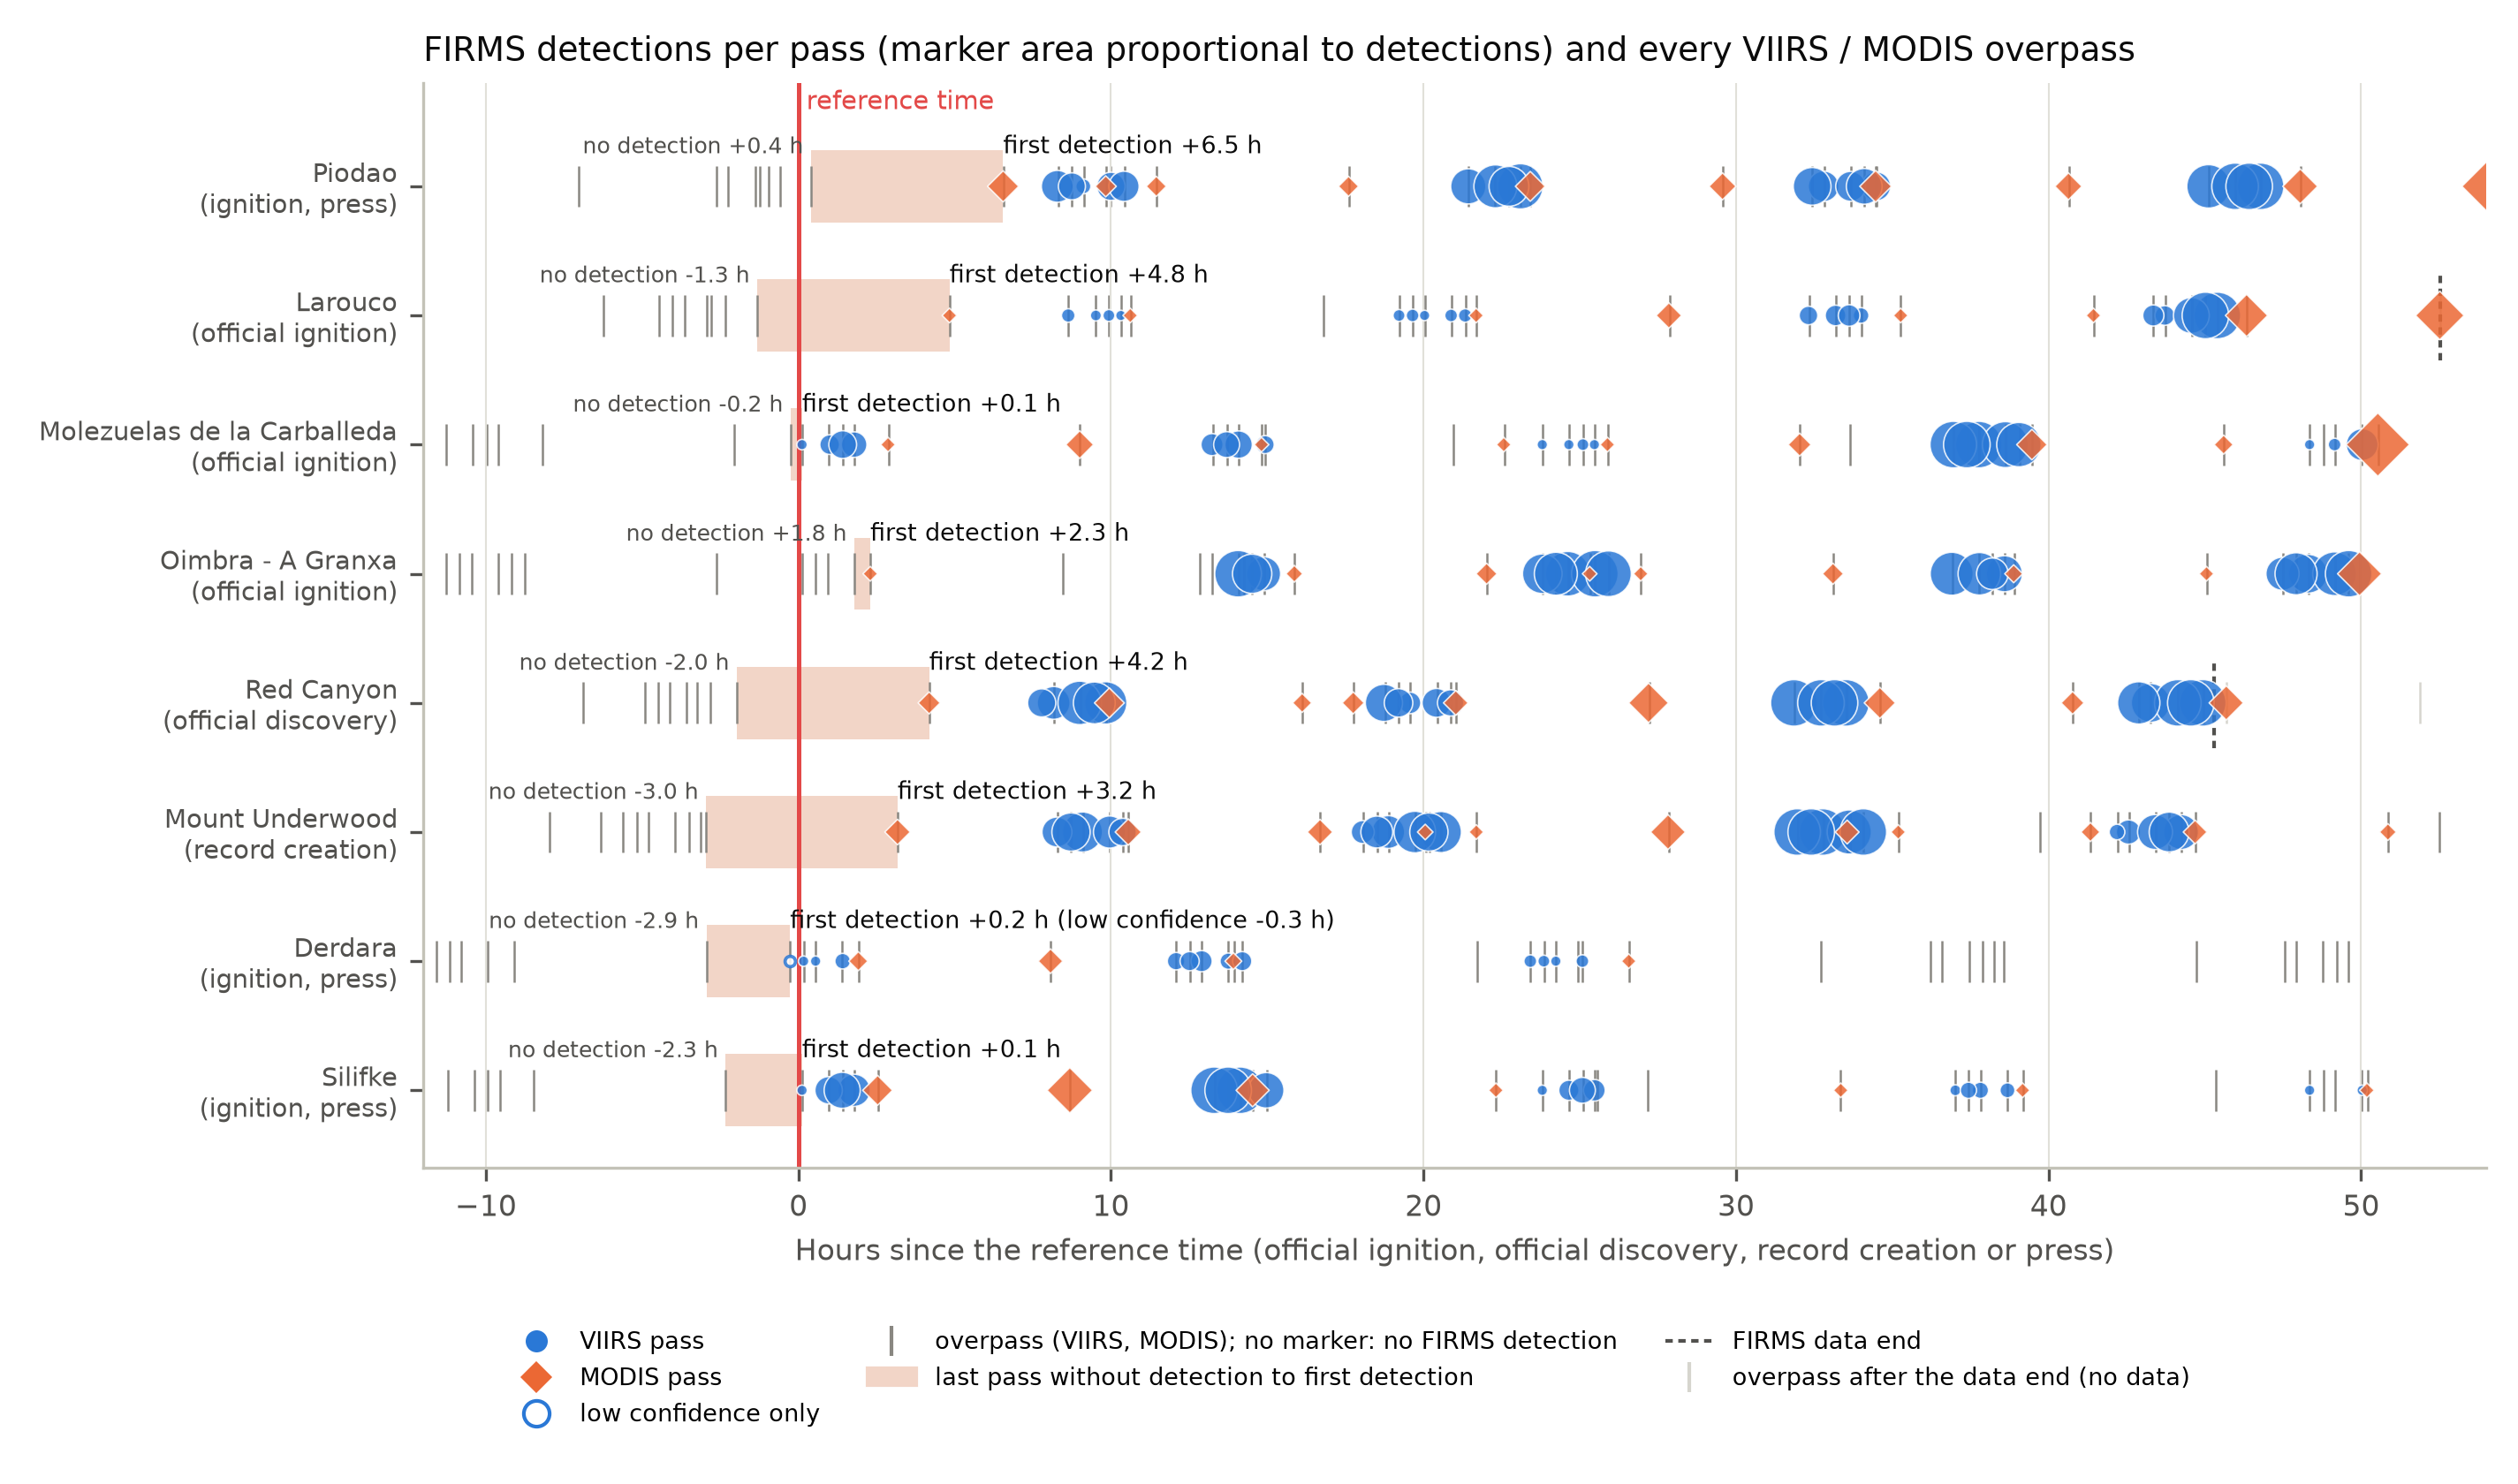 FIRMS detections per pass (marker area proportional to detections) and every VIIRS / MODIS overpass
reference time
Piodao
(ignition, press)
no detection +0.4 h
first detection +6.5 h
Larouco
(official ignition)
no detection -1.3 h
first detection +4.8 h
Molezuelas de la Carballeda
(official ignition)
no detection -0.2 h
first detection +0.1 h
Oimbra - A Granxa
(official ignition)
no detection +1.8 h
first detection +2.3 h
Red Canyon
(official discovery)
no detection -2.0 h
first detection +4.2 h
Mount Underwood
(record creation)
no detection -3.0 h
first detection +3.2 h
Derdara
(ignition, press)
no detection -2.9 h
first detection +0.2 h (low confidence -0.3 h)
Silifke
(ignition, press)
no detection -2.3 h
first detection +0.1 h
−10 0 10 20 30 40 50
Hours since the reference time (official ignition, official discovery, record creation or press)
VIIRS pass
MODIS pass
low confidence only
overpass (VIIRS, MODIS); no marker: no FIRMS detection
last pass without detection to first detection
FIRMS data end
overpass after the data end (no data)